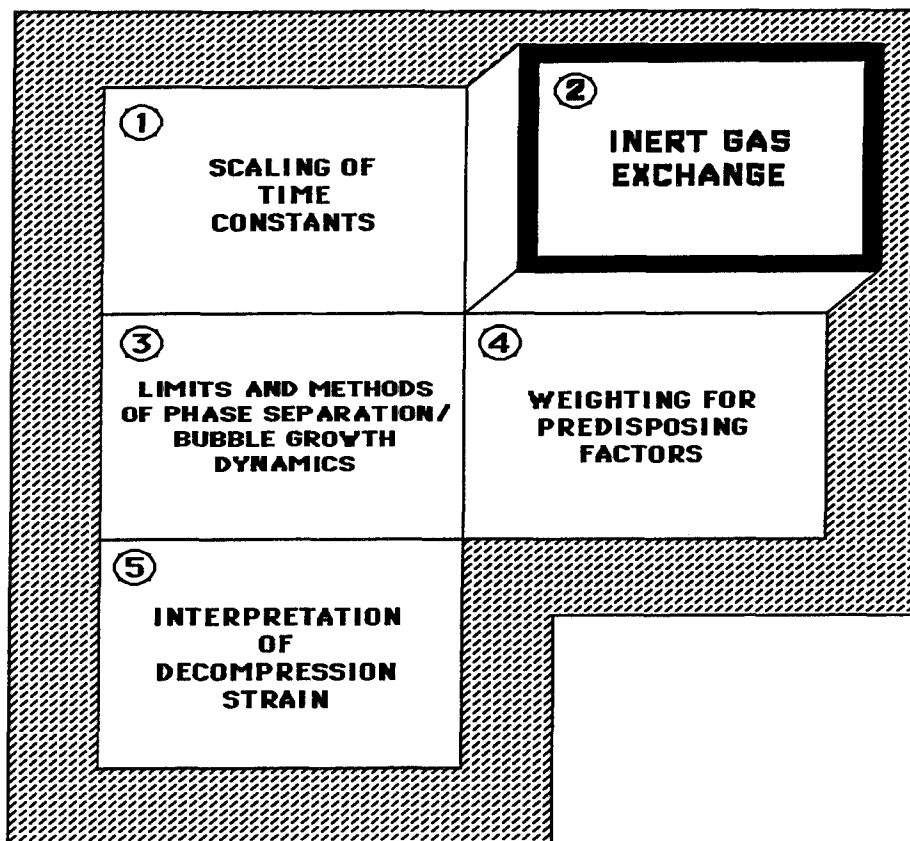 ①
SCALING OF
TIME
CONSTANTS
②
INERT GAS
EXCHANGE
③
LIMITS AND METHODS
OF PHASE SEPARATION/
BUBBLE GROWTH
DYNAMICS
④
WEIGHTING FOR
PREDISPOSING
FACTORS
⑤
INTERPRETATION
OF
DECOMPRESSION
STRAIN